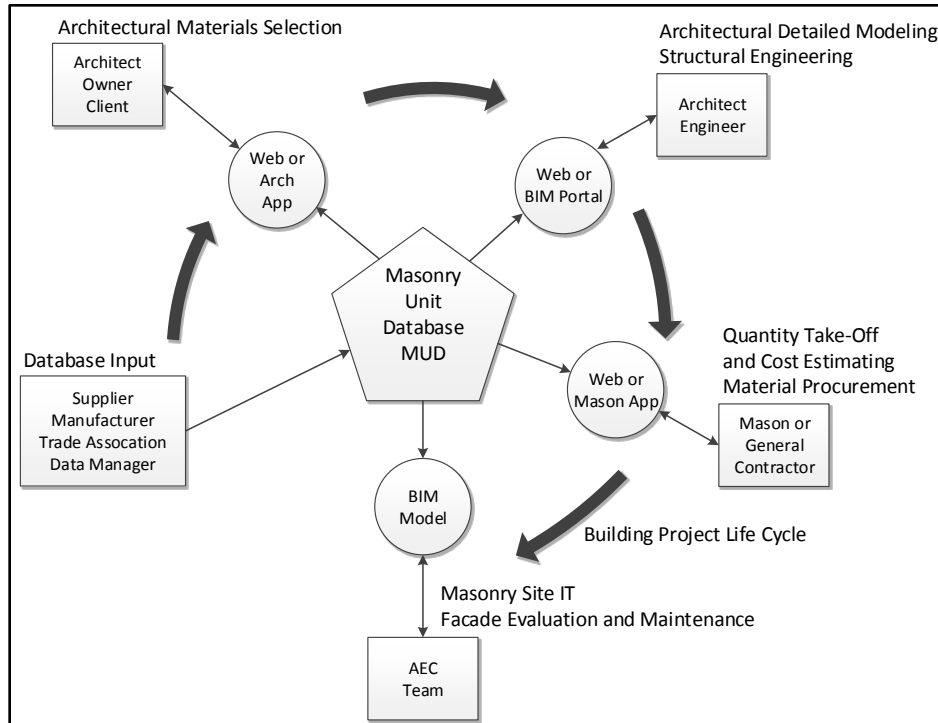 Architectural Materials Selection
Architect
Owner
Client
Architectural Detailed Modeling
Structural Engineering
Architect
Engineer
Web or
Arch
App
Web or
BIM Portal
Masonry
Unit
Database
MUD
Database Input
Supplier
Manufacturer
Trade Assocation
Data Manager
Quantity Take-Off
and Cost Estimating
Material Procurement
Web or
Mason App
Mason or
General
Contractor
BIM
Model
Building Project Life Cycle
Masonry Site IT
Facade Evaluation and Maintenance
AEC
Team